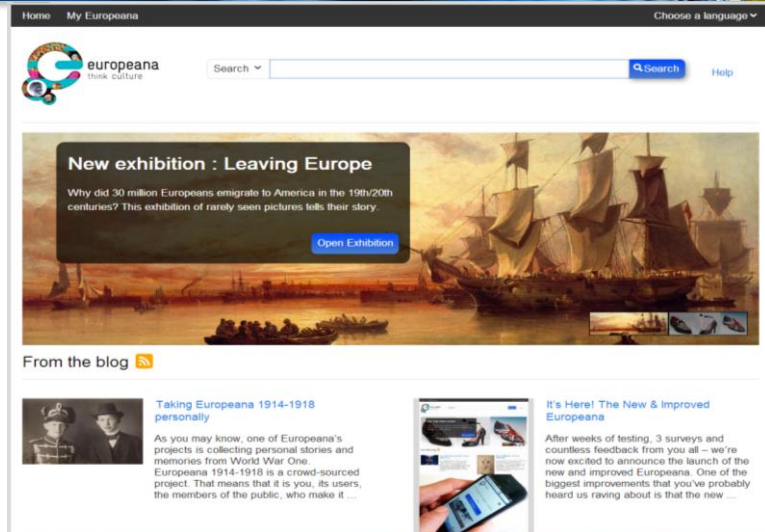 Home My Europeana Choose a language
europeana
think culture
Search
Search
Help
New exhibition : Leaving Europe
Why did 30 million Europeans emigrate to America in the 19th/20th
centuries? This exhibition of rarely seen pictures tells their story.
Open Exhibition
From the blog
Taking Europeana 1914-1918
personally
As you may know, one of Europeana's
projects is collecting personal stories and
memories from World War One.
Europeana 1914-1918 is a crowd-sourced
project. That means that it is you, its users,
the members of the public, who make it ...
It's Here! The New & Improved
Europeana
After weeks of testing, 3 surveys and
countless feedback from you all – we're
now excited to announce the launch of the
new and improved Europeana. One of the
biggest improvements that you've probably
heard us raving about is that the new ...